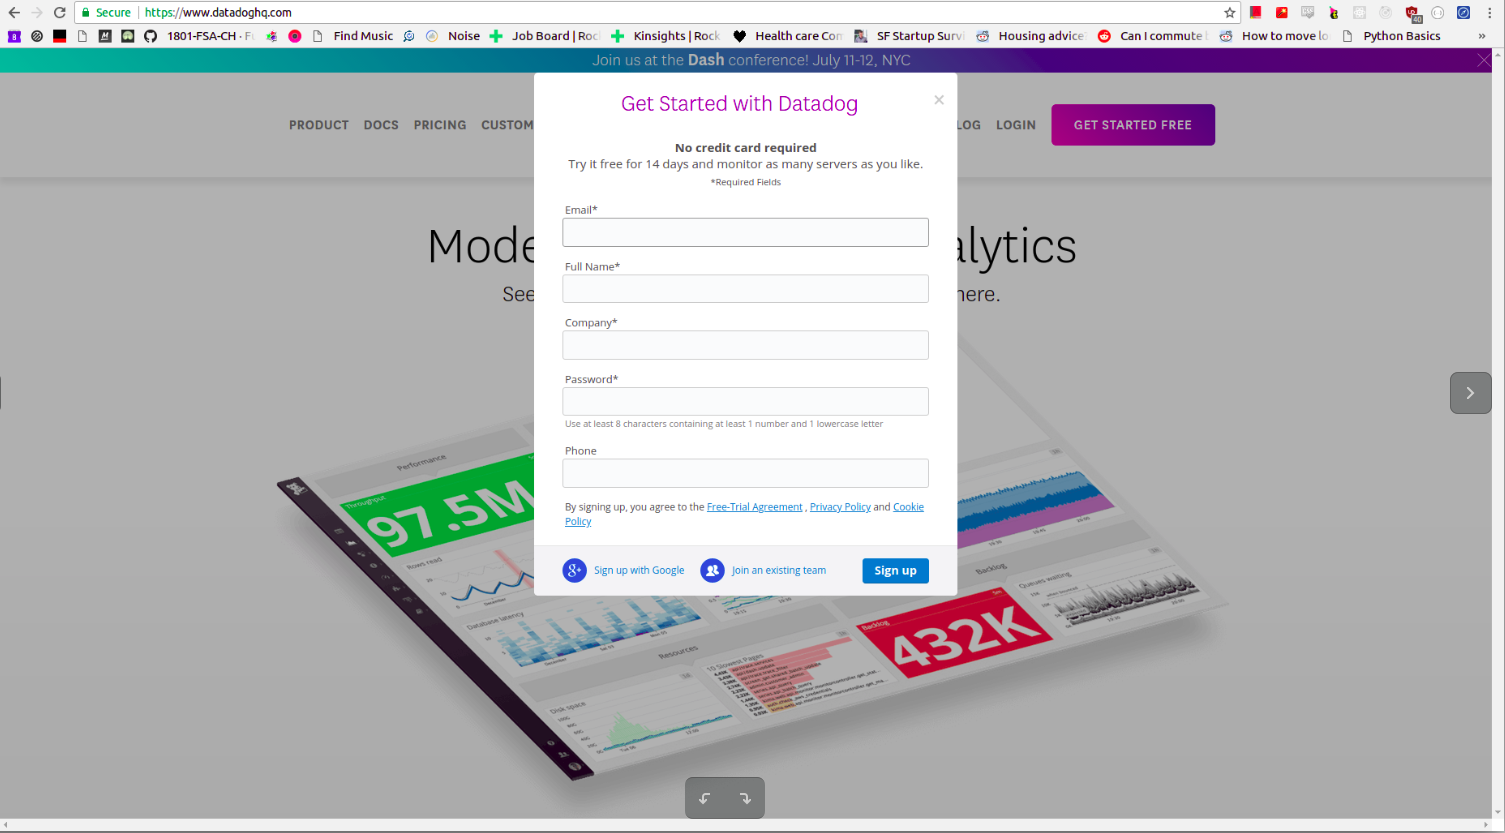 Secure https://www.datadoghq.com
1801-FSA-CH · Find Music Noise Job Board | Roc Kinsights | Rock Health care Com SF Startup Survi Housing advice Can I commute How to move lo Python Basics »
Join us at the Dash conference! July 11-12, NYC
PRODUCT DOCS PRICING CUSTOM LOG LOGIN GET STARTED FREE
Get Started with Datadog
No credit card required
Try it free for 14 days and monitor as many servers as you like.
*Required Fields
Email*
Full Name*
Company*
Password*
Use at least 8 characters containing at least 1 number and 1 lowercase letter
Phone
By signing up, you agree to the Free-Trial Agreement , Privacy Policy and Cookie
Policy
Sign up with Google Join an existing team Sign up
Mode alytics
See here.
Performance
Throughput
97.5M
Rows read
Database latency
Resources
Disk space
10 Slowest Pages
Backlog
Backlog
432K
Queues waiting